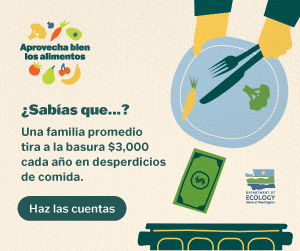 Aprovecha bien
los alimentos
¿Sabías que...?
Una familia promedio
tira a la basura $3,000
cada año en desperdicios
de comida.
Haz las cuentas
$
DEPARTMENT OF
ECOLOGY
State of Washington